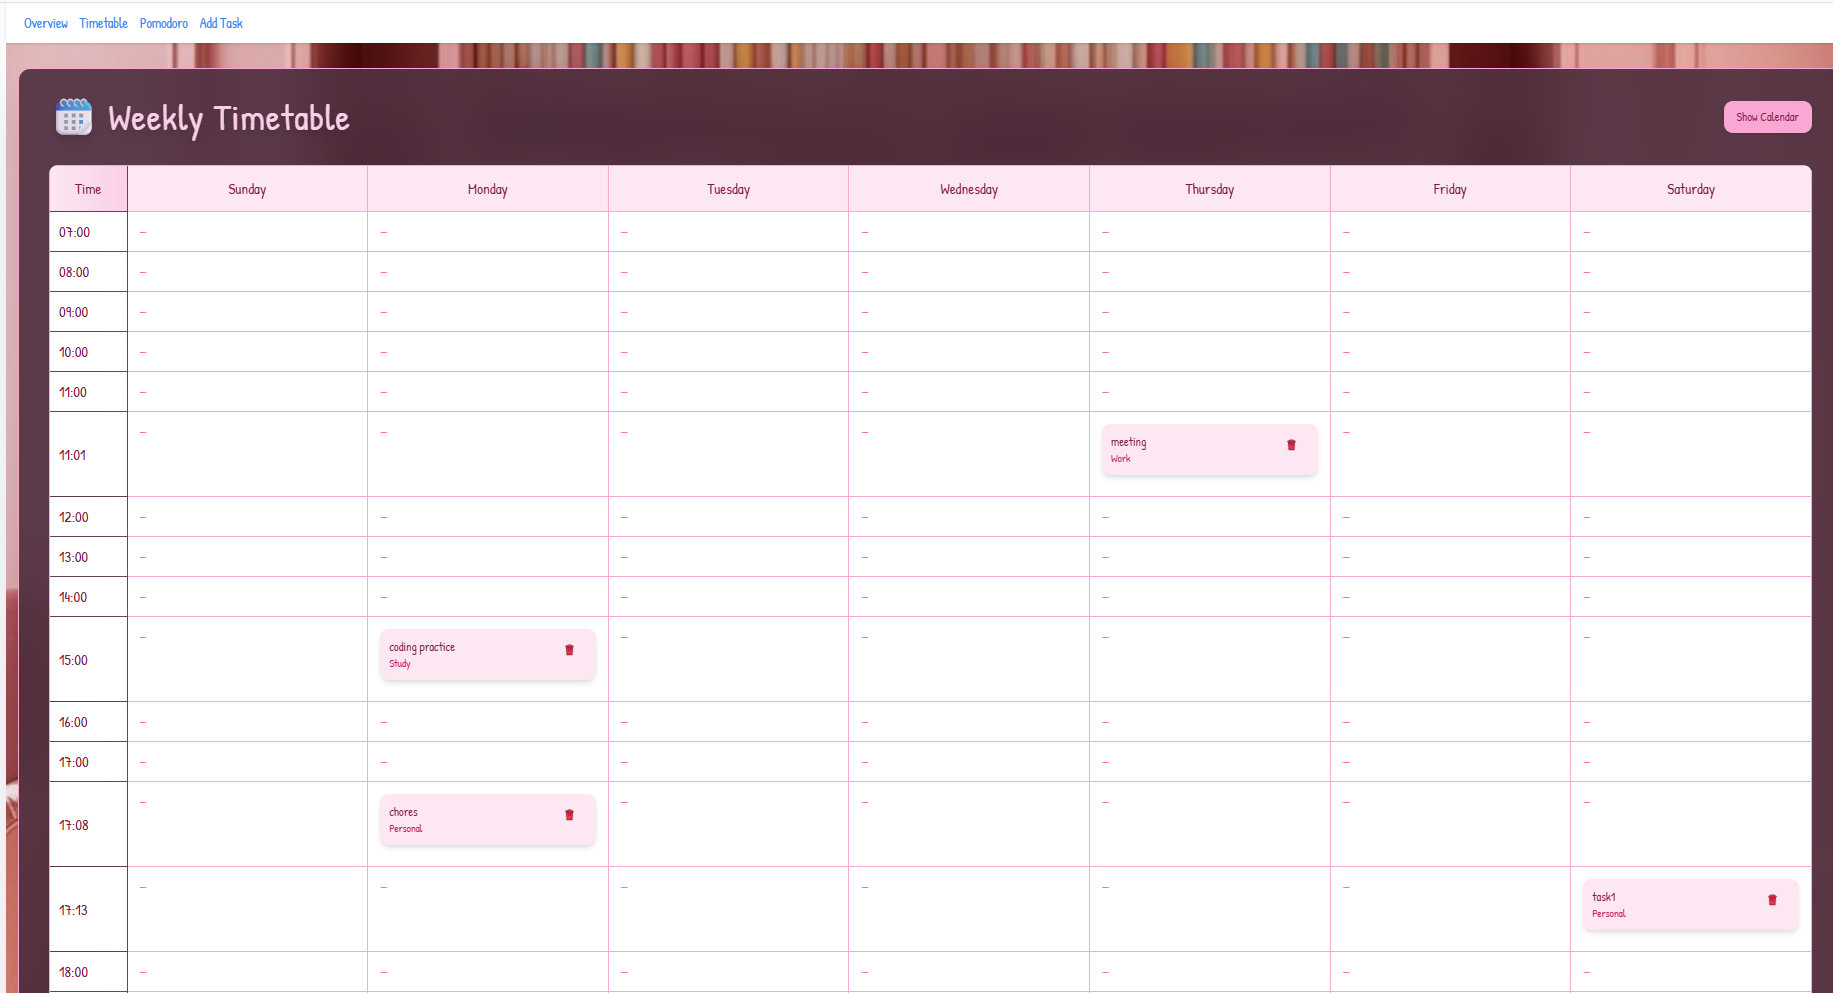 Overview Timetable Pomodoro Add Task
Weekly Timetable
Show Calendar
Time Sunday Monday Tuesday Wednesday Thursday Friday Saturday
07:00 – – – – – – –
08:00 – – – – – – –
09:00 – – – – – – –
10:00 – – – – – – –
11:00 – – – – – – –
11:01 – – – – meeting – –
Work
12:00 – – – – – – –
13:00 – – – – – – –
14:00 – – – – – – –
15:00 – coding practice – – – – –
Study
16:00 – – – – – – –
17:00 – – – – – – –
17:08 – chores – – – – –
Personal
17:13 – – – – – – task1
Personal
18:00 – – – – – – –